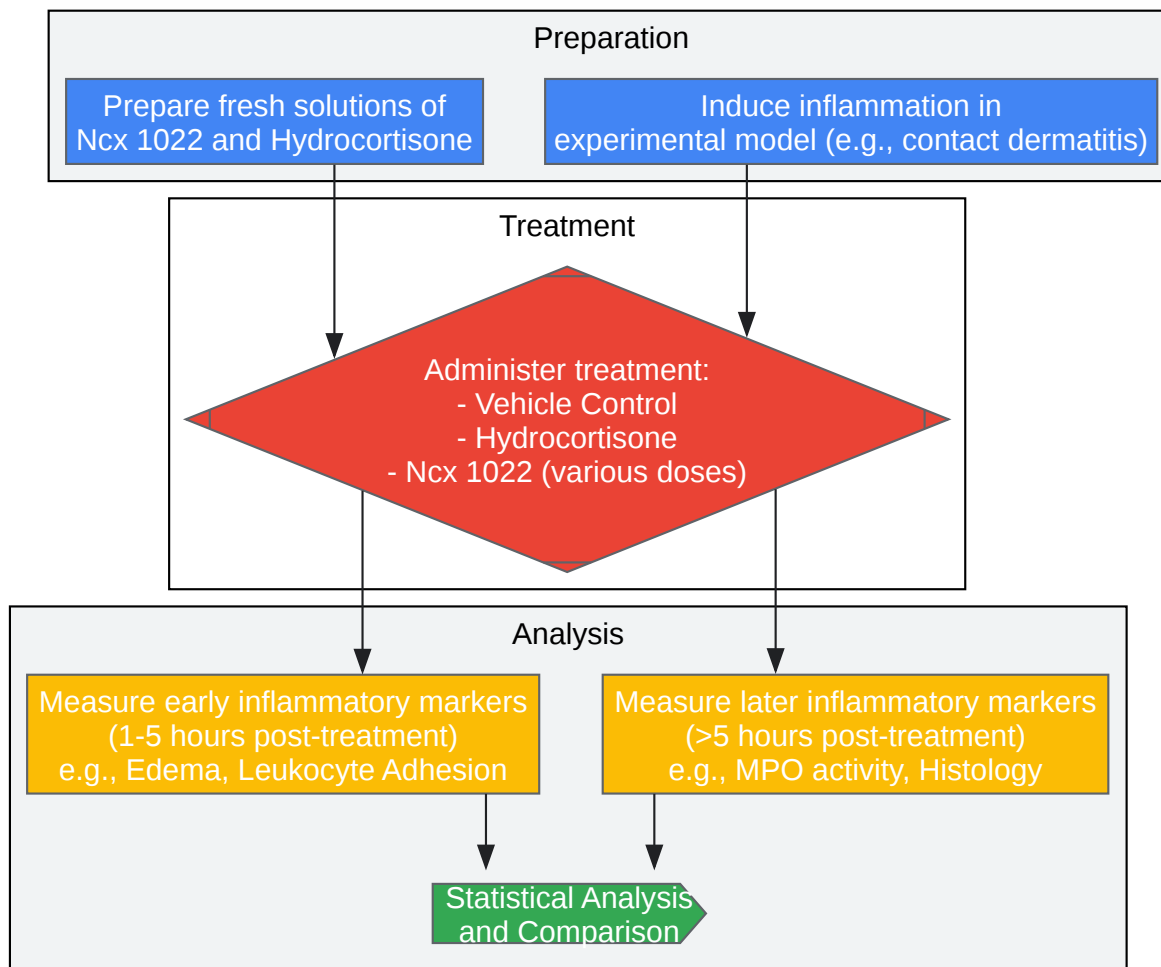 Preparation
Prepare fresh solutions of
Ncx 1022 and Hydrocortisone
Induce inflammation in
experimental model (e.g., contact dermatitis)
Treatment
Administer treatment:
- Vehicle Control
- Hydrocortisone
- Ncx 1022 (various doses)
Analysis
Measure early inflammatory markers
(1-5 hours post-treatment)
e.g., Edema, Leukocyte Adhesion
Measure later inflammatory markers
(>5 hours post-treatment)
e.g., MPO activity, Histology
Statistical Analysis
and Comparison